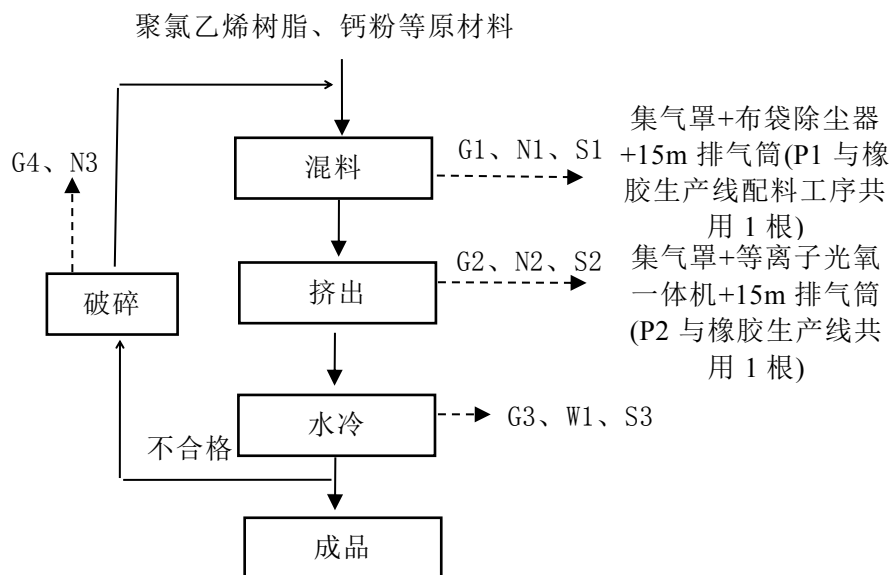 聚氯乙烯树脂、钙粉等原材料
混料
G1、N1、S1
集气罩+布袋除尘器
+15m 排气筒(P1 与橡
胶生产线配料工序共
用 1 根)
G4、N3
破碎
挤出
G2、N2、S2
集气罩+等离子光氧
一体机+15m 排气筒
(P2 与橡胶生产线共
用 1 根)
水冷
G3、W1、S3
不合格
成品